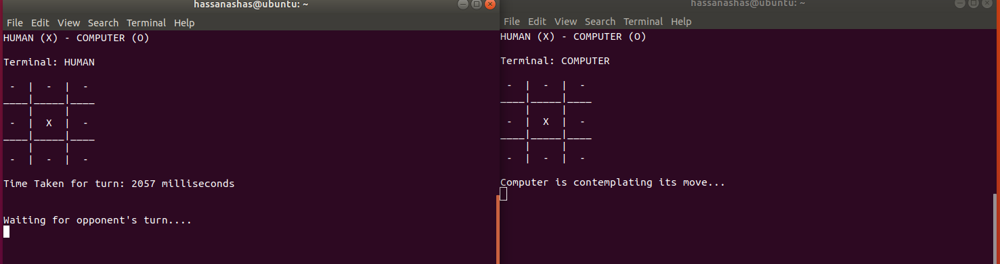 hassanashas@ubuntu: ~
File Edit View Search Terminal Help
HUMAN (X) - COMPUTER (O)
Terminal: HUMAN
 -  |  -  |  -
____|_____|____
    |     |
 -  |  X  |  -
____|_____|____
    |     |
 -  |  -  |  -
Time Taken for turn: 2057 milliseconds
Waiting for opponent's turn....
hassanashas@ubuntu: ~
File Edit View Search Terminal Help
HUMAN (X) - COMPUTER (O)
Terminal: COMPUTER
 -  |  -  |  -
____|_____|____
    |     |
 -  |  X  |  -
____|_____|____
    |     |
 -  |  -  |  -
Computer is contemplating its move...